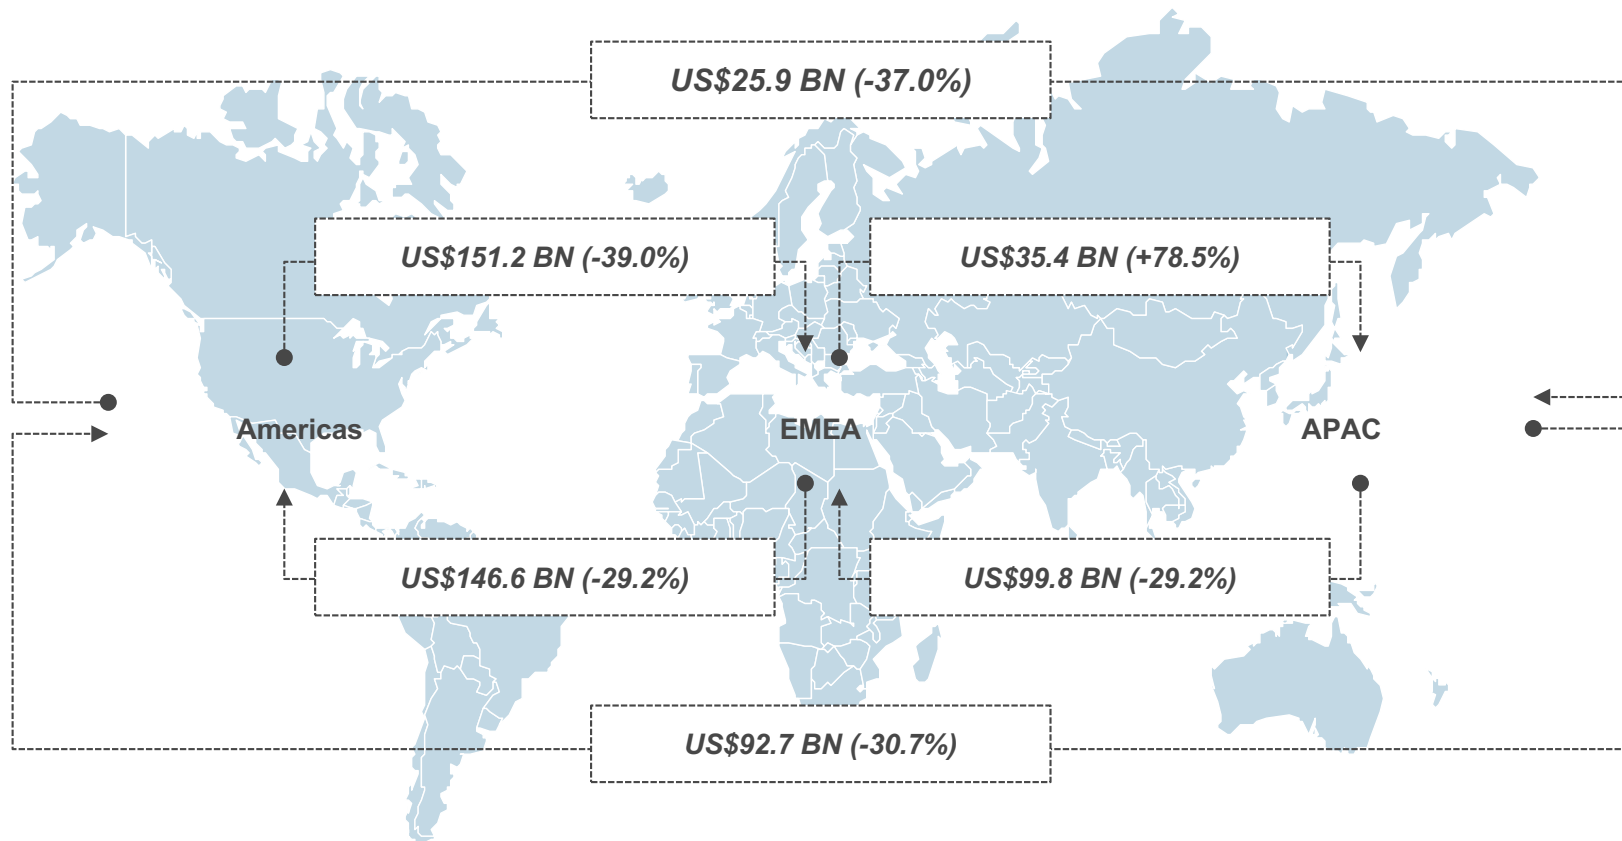 US$25.9 BN (-37.0%)
US$151.2 BN (-39.0%)
US$35.4 BN (+78.5%)
Americas
EMEA
APAC
US$146.6 BN (-29.2%)
US$99.8 BN (-29.2%)
US$92.7 BN (-30.7%)